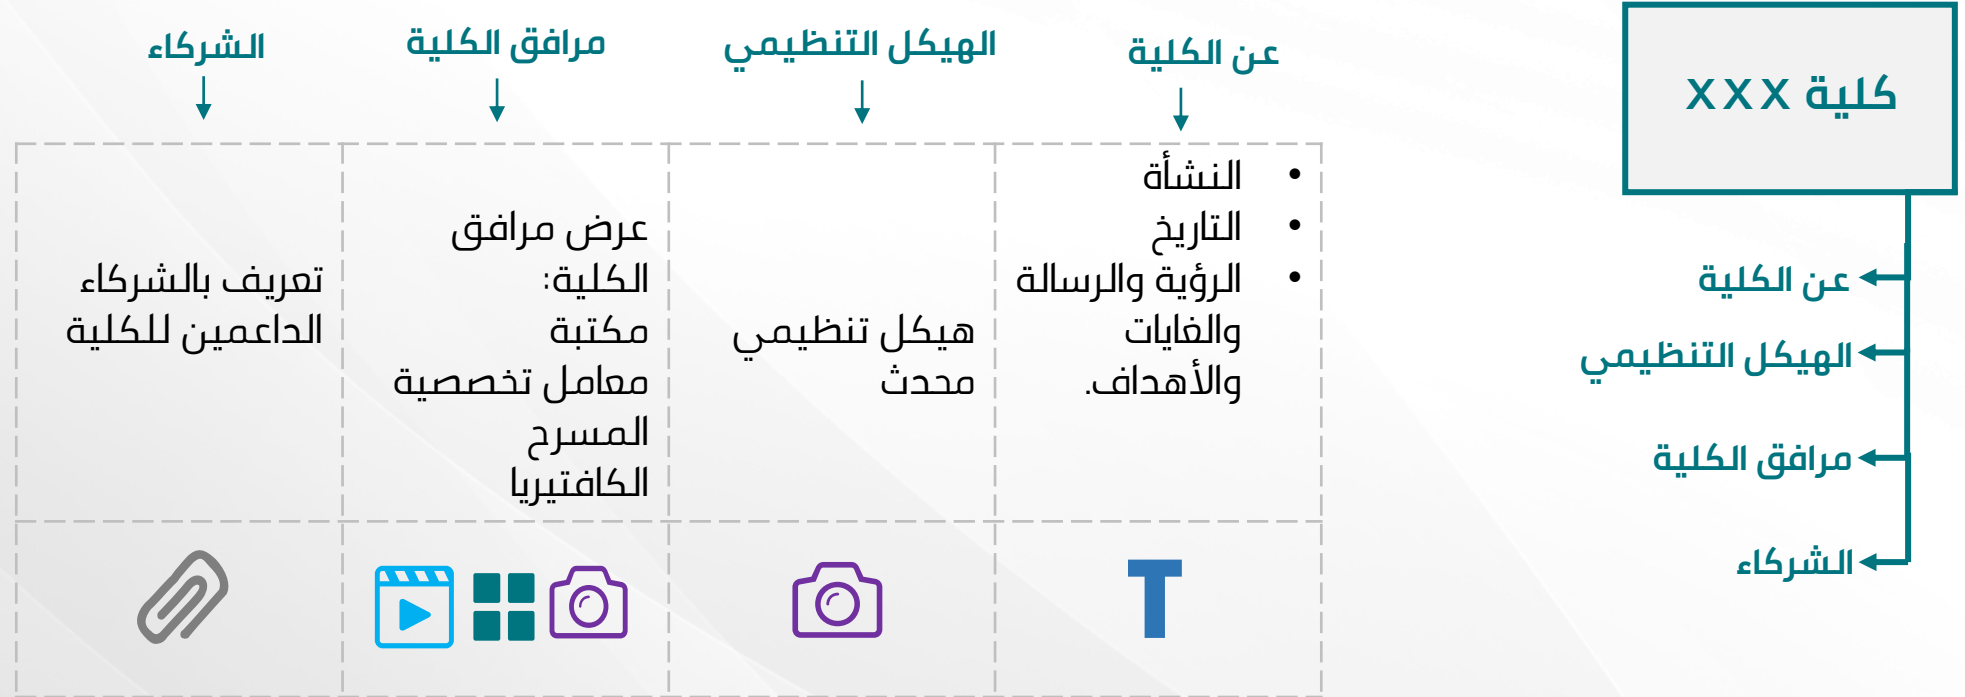 كلية XXX
عن الكلية
الهيكل التنظيمي
مرافق الكلية
الشركاء
عن الكلية
الهيكل التنظيمي
مرافق الكلية
الشركاء
• النشأة
• التاريخ
• الرؤية والرسالة
والغايات
والأهداف.
هيكل تنظيمي
محدث
عرض مرافق
الكلية:
مكتبة
معامل تخصصية
المسرح
الكافتيريا
تعريف بالشركاء
الداعمين للكلية
T